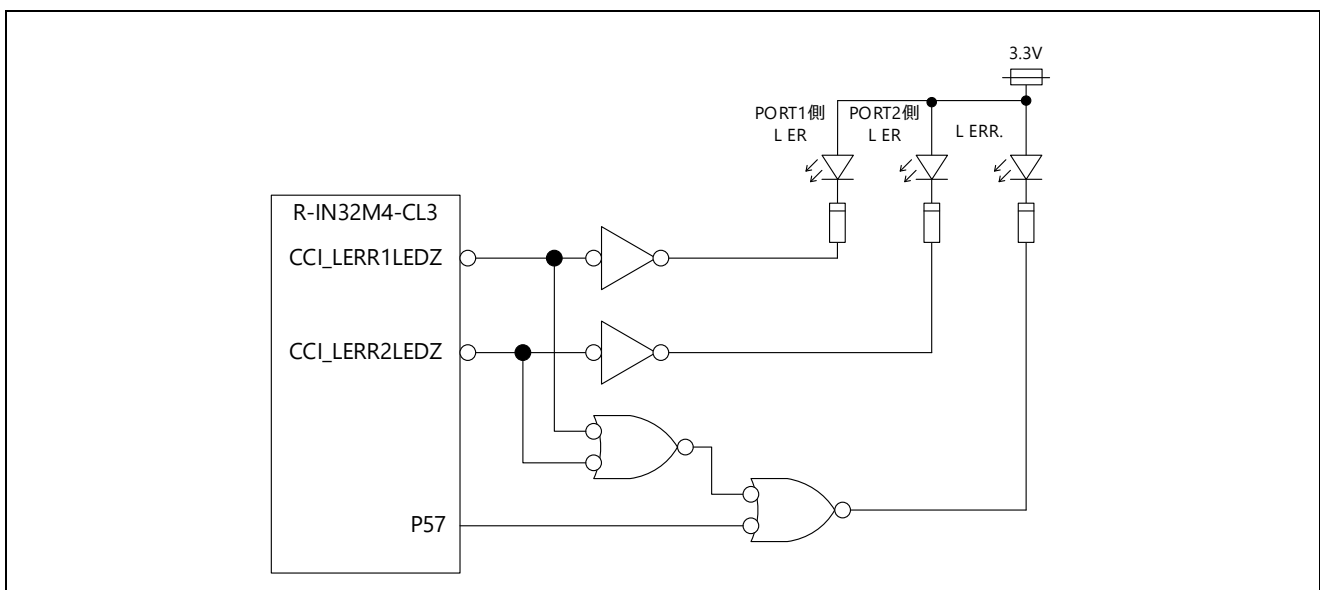 3.3V
PORT1側
L ER
PORT2側
L ER
L ERR.
R-IN32M4-CL3
CCI_LERR1LEDZ
CCI_LERR2LEDZ
P57